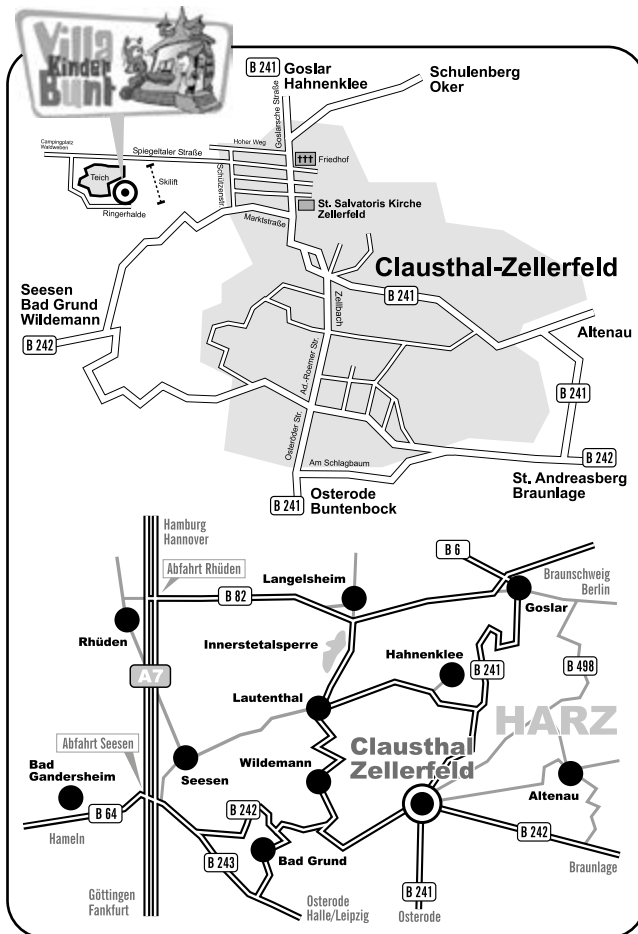 Villa
Kinder
Bunt
B 241
Goslar
Hahnenklee
Schulenberg
Oker
Goslarsche Straße
Hoher Weg
Campingplatz
Waldweben
Spiegeltaler Straße
Friedhof
Teich
Skilift
Schützenstr.
Ringerhalde
St. Salvatoris Kirche
Zellerfeld
Marktstraße
Clausthal-Zellerfeld
Seesen
Bad Grund
Wildemann
B 242
Zellbach
B 241
Altenau
Ad.-Roemer Str.
B 241
Osteröder Str.
Am Schlagbaum
B 242
St. Andreasberg
Braunlage
B 241
Osterode
Buntenbock
Hamburg
Hannover
Abfahrt Rhüden
B 6
Braunschweig
Berlin
Langelsheim
B 82
Goslar
Rhüden
Innerstetalsperre
Hahnenklee
B 241
B 498
A7
Lautenthal
HARZ
Abfahrt Seesen
Clausthal
Zellerfeld
Bad
Gandersheim
Seesen
Wildemann
Altenau
B 64
B 242
Hameln
B 242
B 243
Bad Grund
Braunlage
Göttingen
Fankfurt
Osterode
Halle/Leipzig
B 241
Osterode